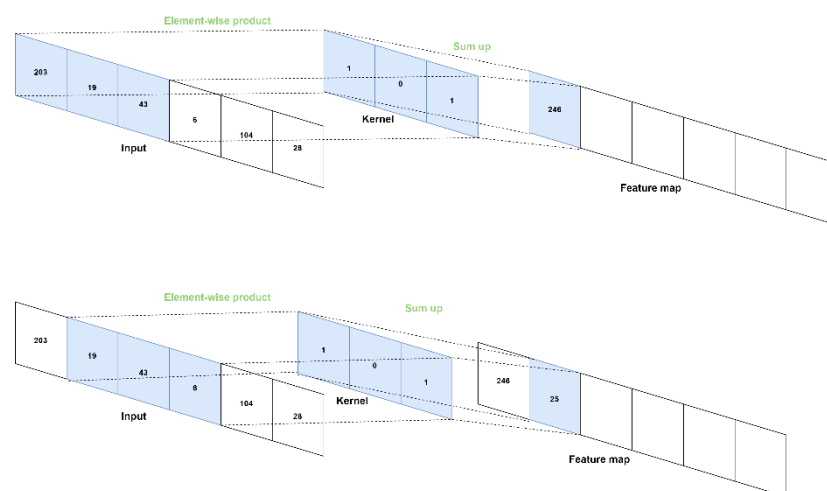 Element-wise product
Sum up
203
19
43
6
104
28
Input
1
0
1
Kernel
246
Feature map
Element-wise product
Sum up
203
19
43
6
104
28
Input
1
0
1
Kernel
246
25
Feature map